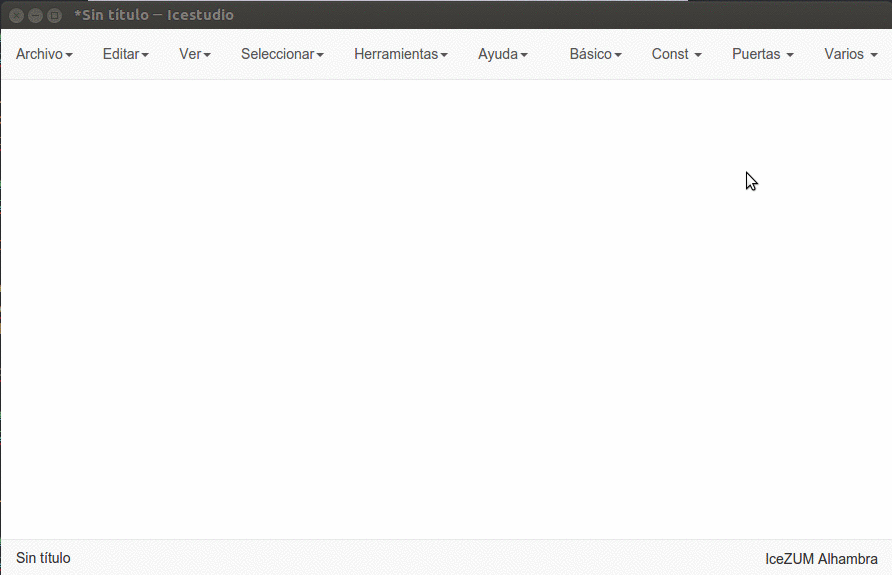 *Sin título – Icestudio
Archivo Editar Ver Seleccionar Herramientas Ayuda Básico Const Puertas Varios
Sin título IceZUM Alhambra